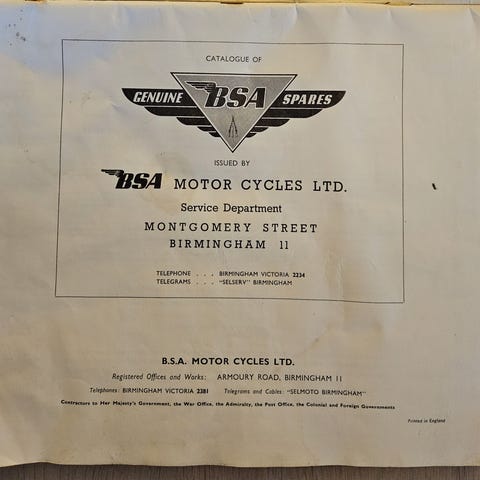 CATALOGUE OF
GENUINE BSA SPARES
ISSUED BY
BSA MOTOR CYCLES LTD.
Service Department
MONTGOMERY STREET
BIRMINGHAM 11
TELEPHONE . . . BIRMINGHAM VICTORIA 2234
TELEGRAMS . . . "SELSERV" BIRMINGHAM
B.S.A. MOTOR CYCLES LTD.
Registered Offices and Works: ARMOURY ROAD, BIRMINGHAM 11
Telephones: BIRMINGHAM VICTORIA 2381 Telegrams and Cables: "SELMOTO BIRMINGHAM"
Contractors to Her Majesty's Government, the War Office, the Admiralty, the Post Office, the Colonial and Foreign Governments
Printed in England